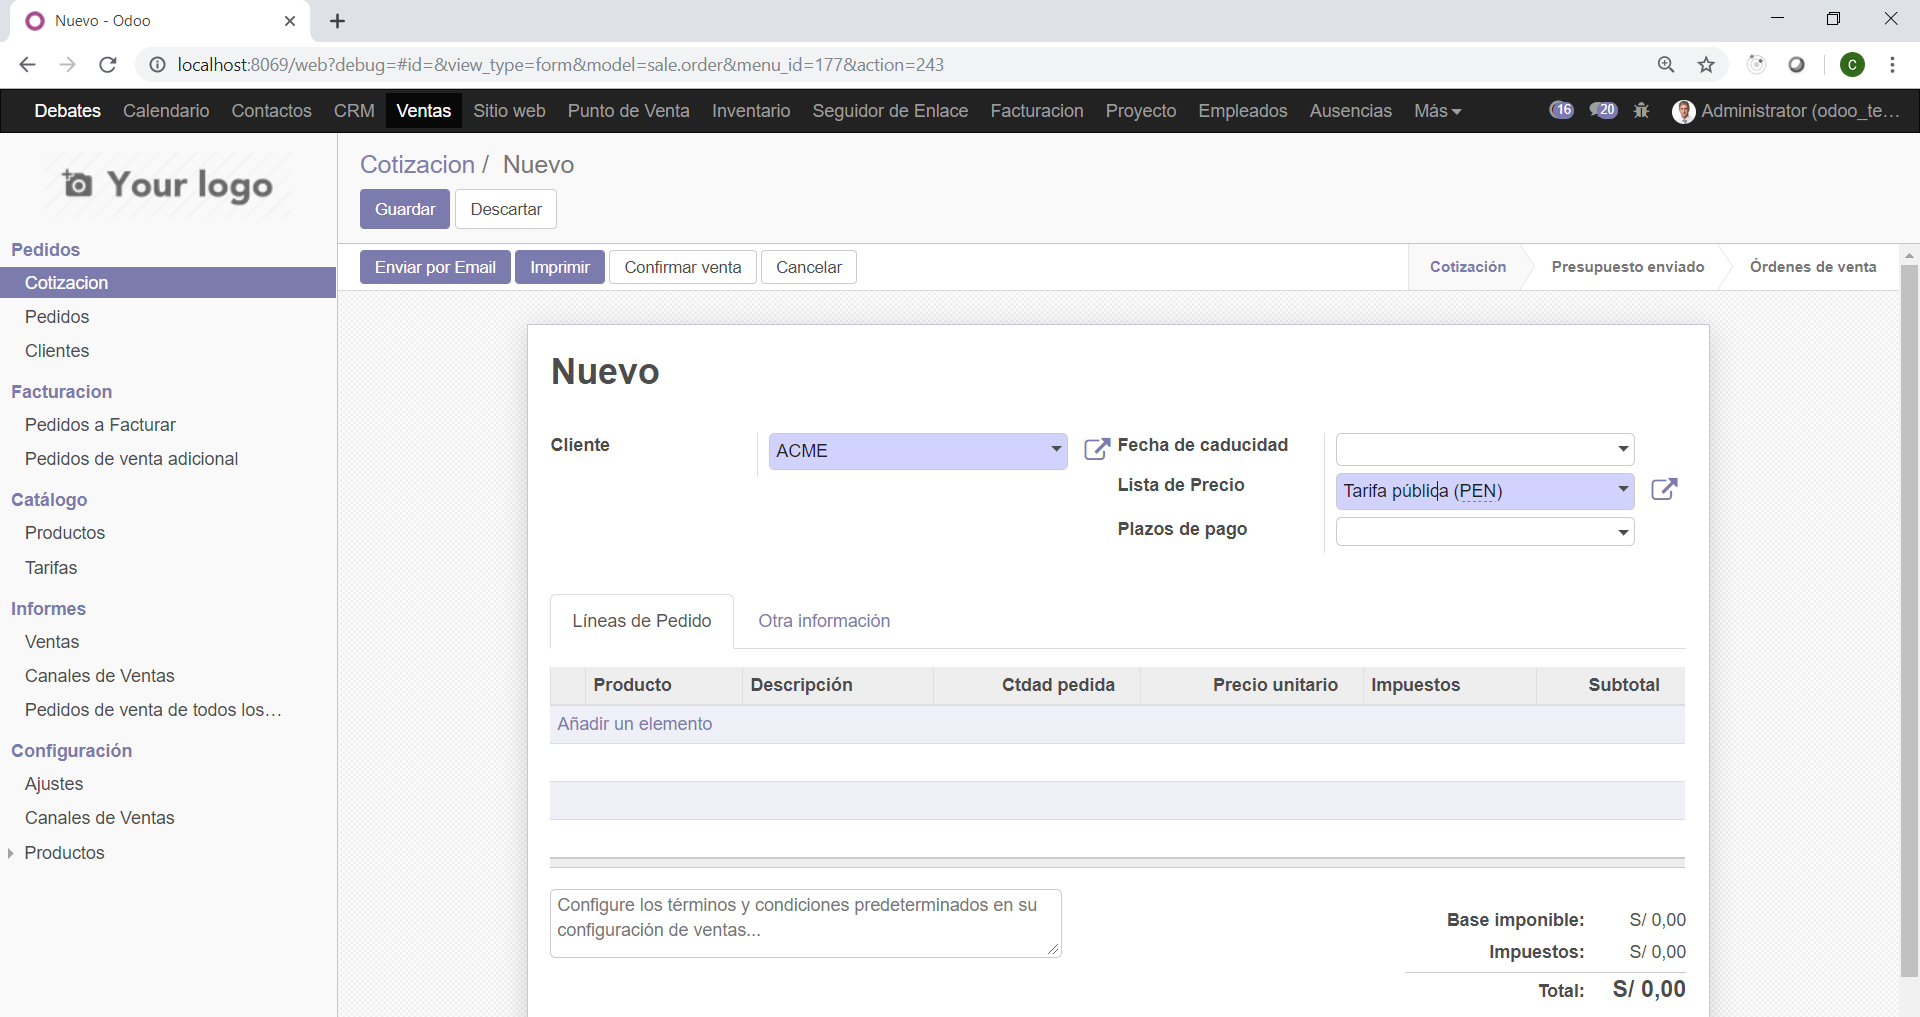 Nuevo - Odoo
localhost:8069/web?debug=#id=&view_type=form&model=sale.order&menu_id=177&action=243
C
Debates Calendario Contactos CRM Ventas Sitio web Punto de Venta Inventario Seguidor de Enlace Facturacion Proyecto Empleados Ausencias Más 16 20 Administrator (odoo_te...
Your logo
Pedidos
Cotizacion
Pedidos
Clientes
Facturacion
Pedidos a Facturar
Pedidos de venta adicional
Catálogo
Productos
Tarifas
Informes
Ventas
Canales de Ventas
Pedidos de venta de todos los...
Configuración
Ajustes
Canales de Ventas
Productos
Cotizacion / Nuevo
Guardar Descartar
Enviar por Email Imprimir Confirmar venta Cancelar
Cotización Presupuesto enviado Órdenes de venta
Nuevo
Cliente ACME
Fecha de caducidad
Lista de Precio Tarifa pública (PEN)
Plazos de pago
Líneas de Pedido Otra información
Producto Descripción Ctdad pedida Precio unitario Impuestos Subtotal
Añadir un elemento
Configure los términos y condiciones predeterminados en su
configuración de ventas...
Base imponible: S/ 0,00
Impuestos: S/ 0,00
Total: S/ 0,00